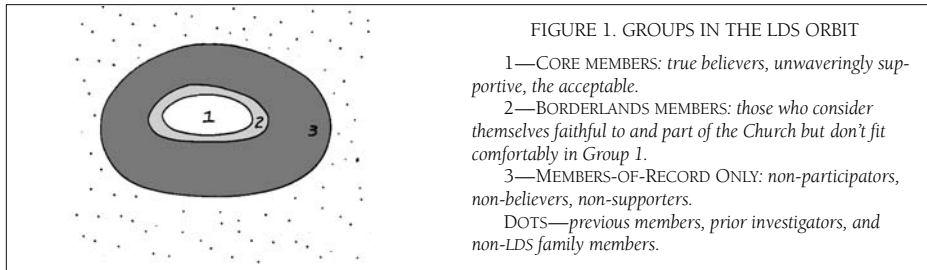 1
2
3
FIGURE 1. GROUPS IN THE LDS ORBIT
1—CORE MEMBERS: true believers, unwaveringly sup-
portive, the acceptable.
2—BORDERLANDS MEMBERS: those who consider
themselves faithful to and part of the Church but don't fit
comfortably in Group 1.
3—MEMBERS-OF-RECORD ONLY: non-participators,
non-believers, non-supporters.
DOTS—previous members, prior investigators, and
non-LDS family members.